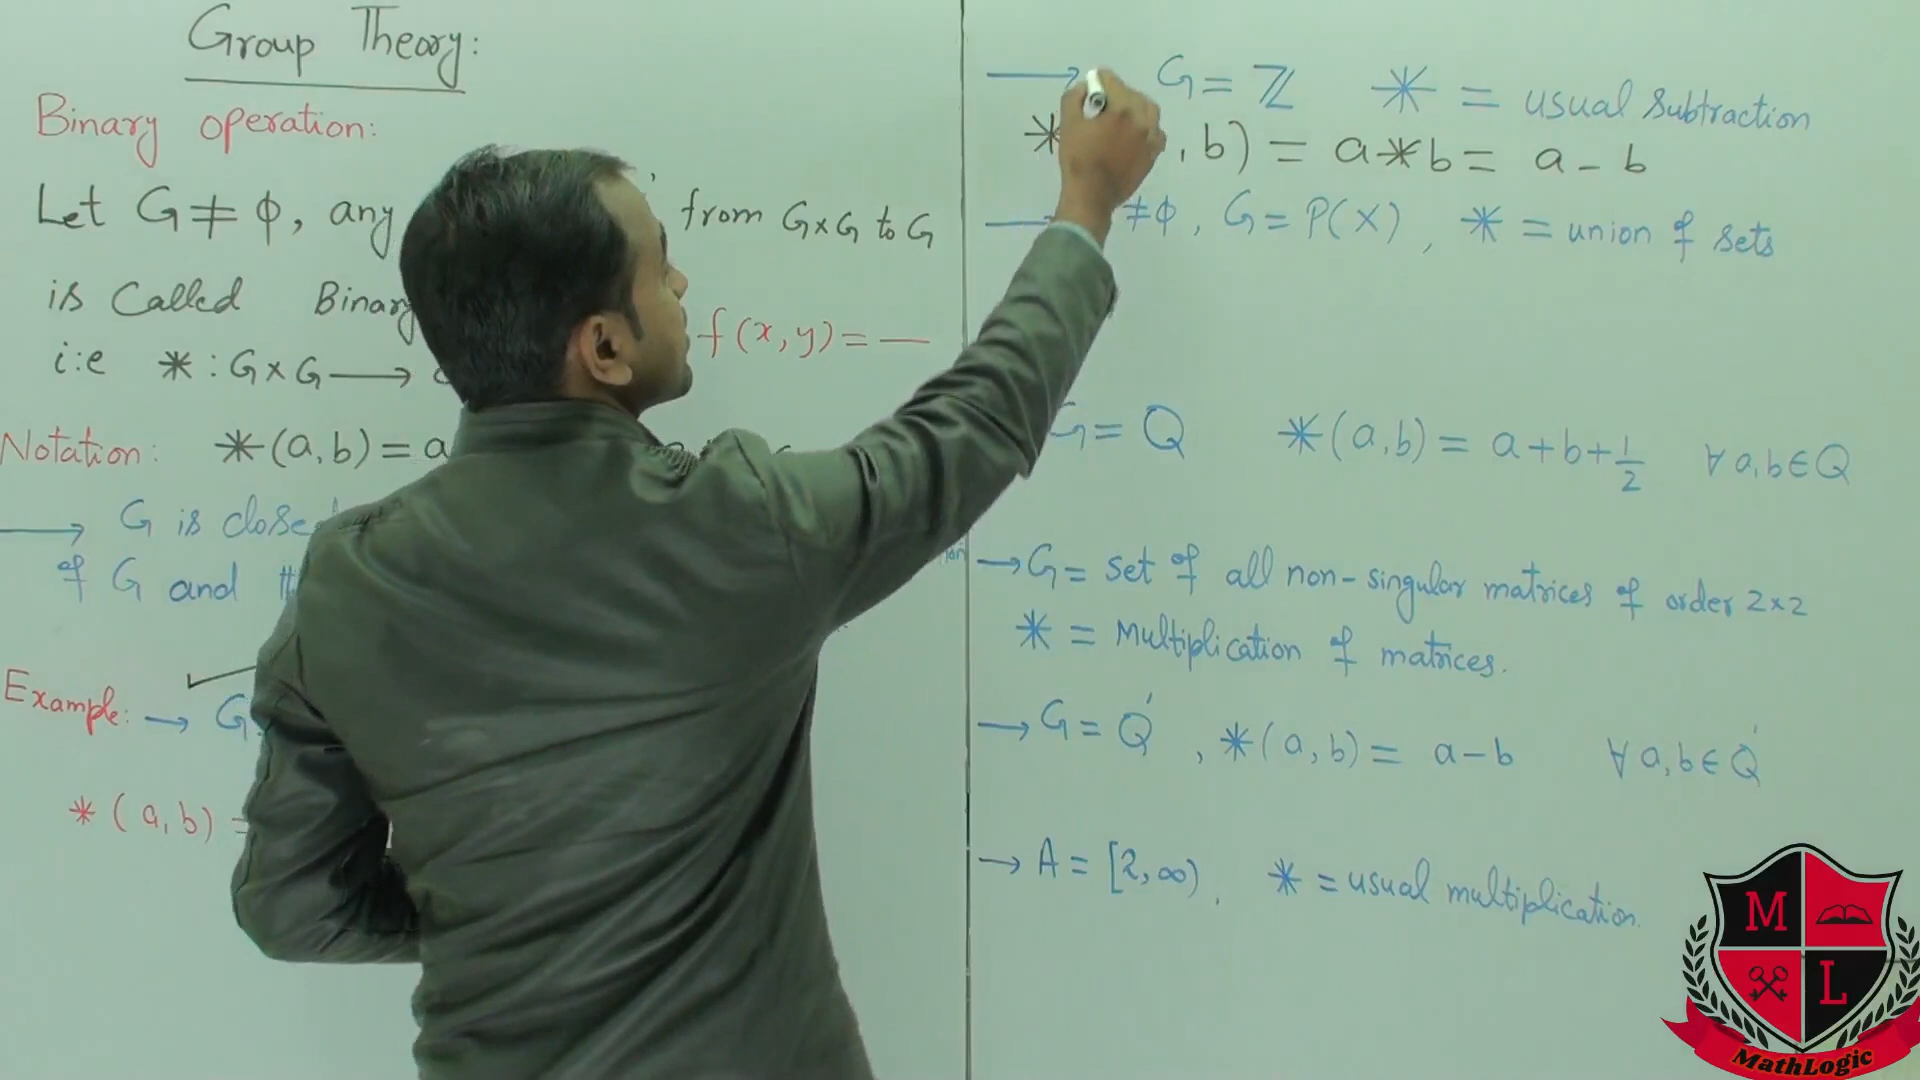 Group Theory:
Binary operation:
Let G ≠ ϕ, any from G×G to G
is Called Binary
f(x,y) = —
i:e * : G×G ⟶
Notation: *(a,b) = a
⟶ G is close
of G and
Example: → G
*(a,b) =
⟶ G = ℤ * = usual subtraction
* , b) = a*b = a - b
≠ϕ, G = P(X), * = union of sets
G = Q *(a,b) = a+b+1/2 ∀ a,b∈Q
→ G = set of all non-singular matrices of order 2×2
* = Multiplication of matrices.
→ G = Q', *(a,b) = a-b ∀ a,b∈Q'
→ A = [2,∞), * = usual multiplication.
M
L
MathLogic